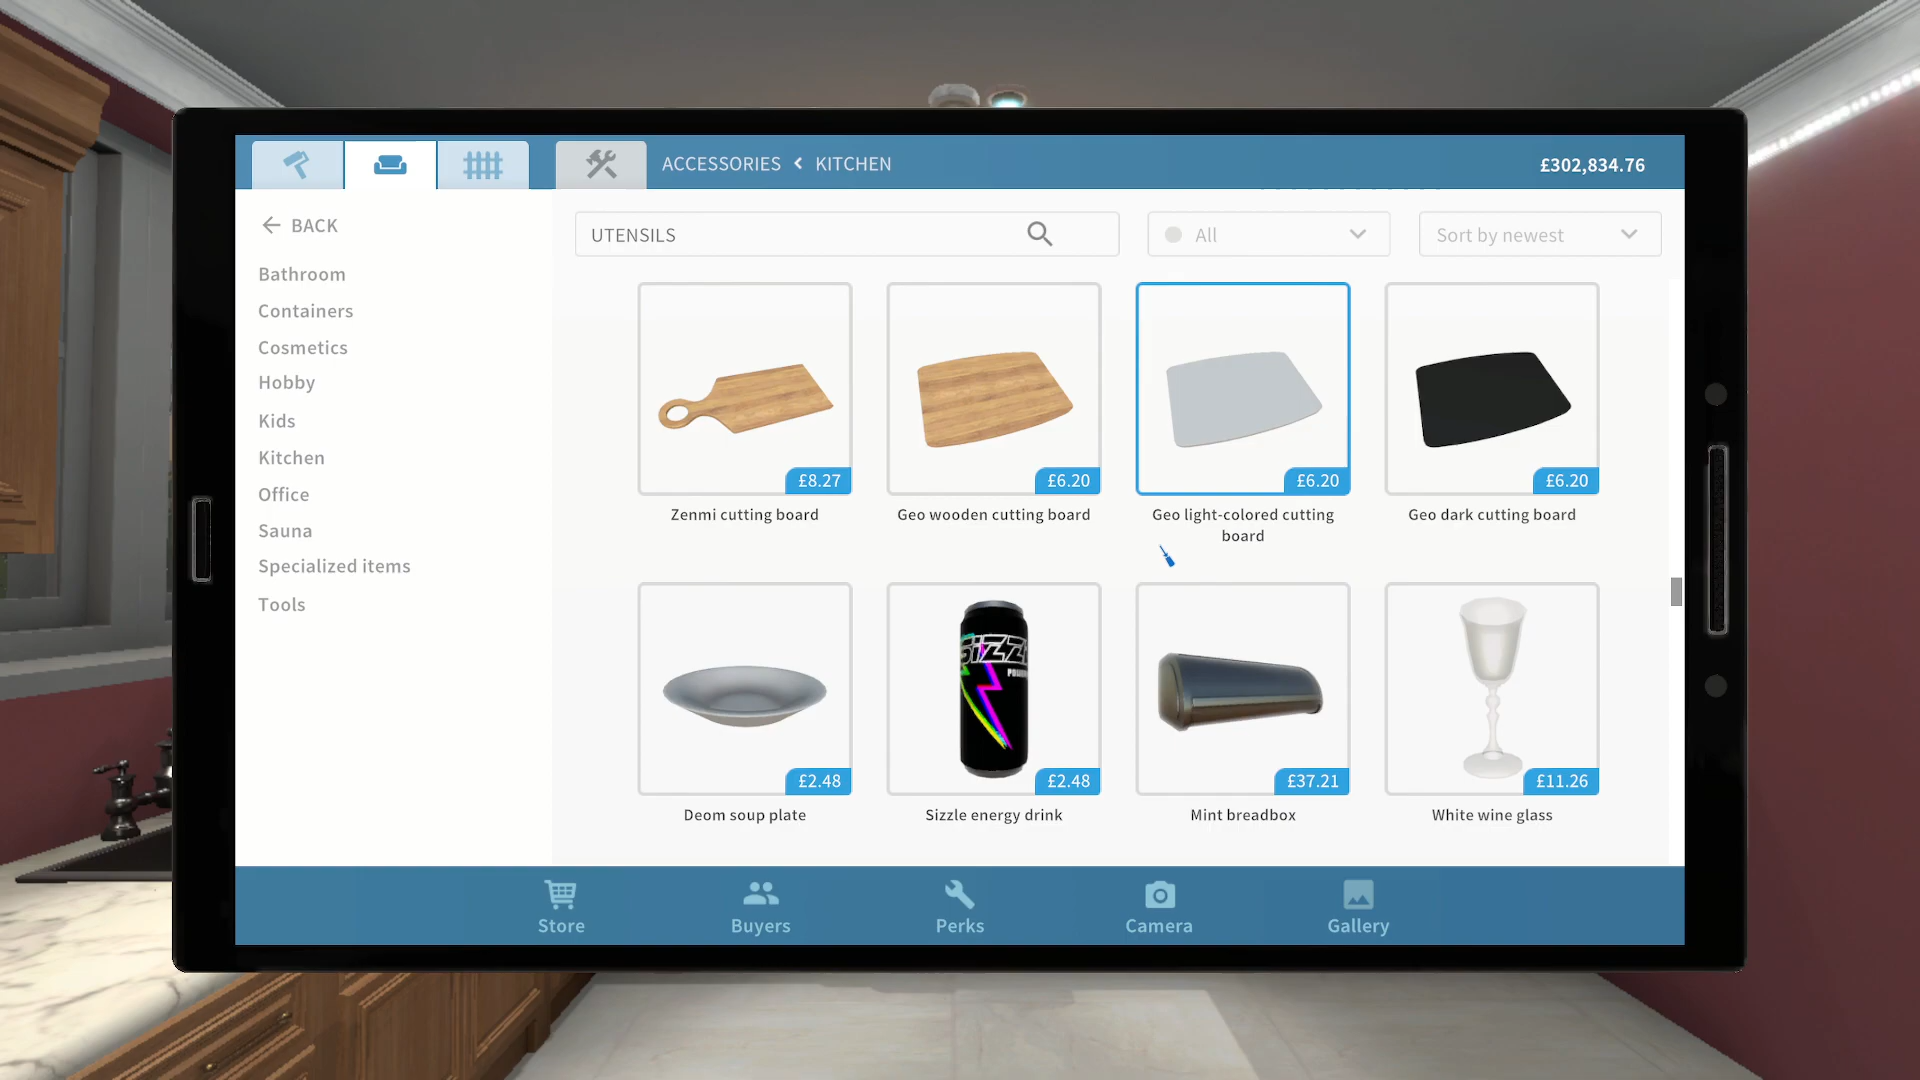 ACCESSORIES < KITCHEN
£302,834.76
BACK
UTENSILS
All
Sort by newest
Bathroom
Containers
Cosmetics
Hobby
Kids
Kitchen
Office
Sauna
Specialized items
Tools
£8.27
£6.20
£6.20
£6.20
Zenmi cutting board
Geo wooden cutting board
Geo light-colored cutting
board
Geo dark cutting board
SIZZ
POWER
£2.48
£2.48
£37.21
£11.26
Deom soup plate
Sizzle energy drink
Mint breadbox
White wine glass
Store
Buyers
Perks
Camera
Gallery